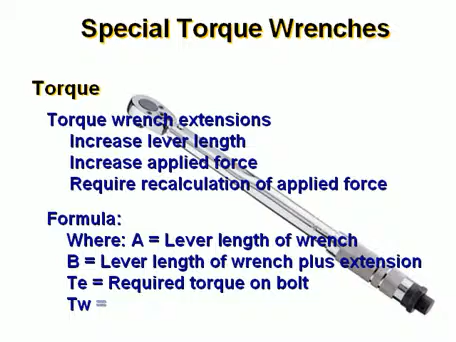 Special Torque Wrenches
Torque
Torque wrench extensions
Increase lever length
Increase applied force
Require recalculation of applied force
Formula:
Where: A = Lever length of wrench
B = Lever length of wrench plus extension
Te = Required torque on bolt
Tw =